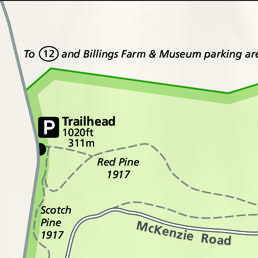 To 12 and Billings Farm & Museum parking are
P Trailhead
1020ft
311m
Red Pine
1917
Scotch
Pine
1917
McKenzie Road